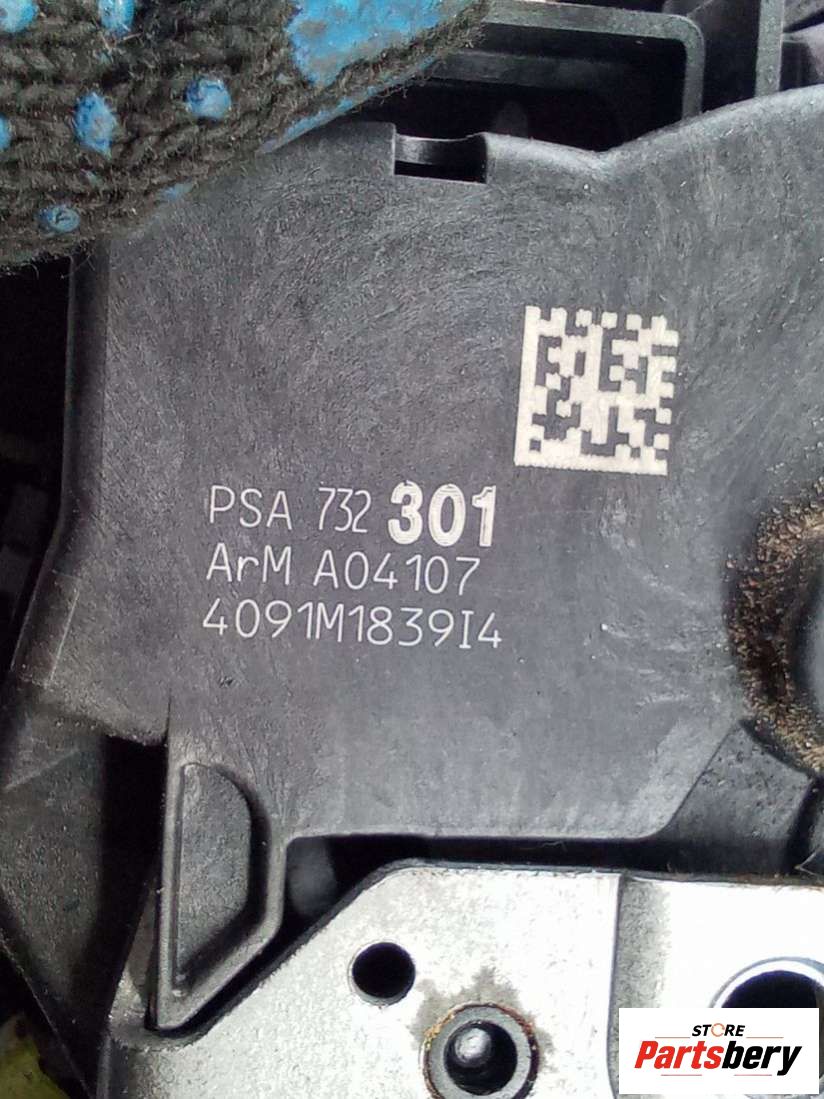 PSA 732 301
ArM A04107
4091M1839I4
STORE
Partsbery